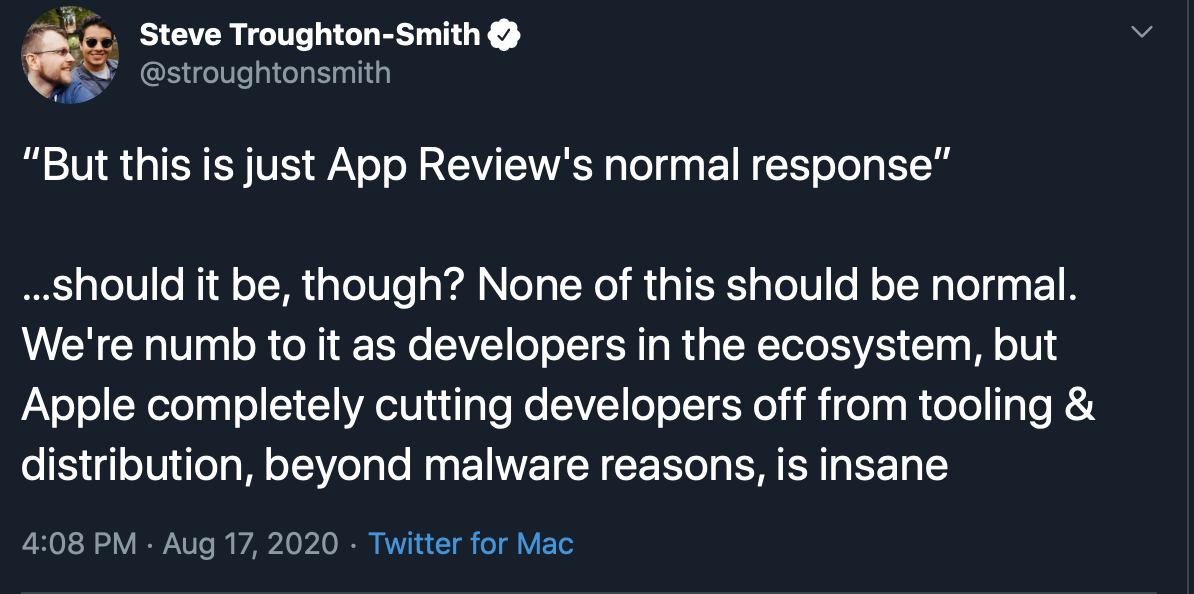 Steve Troughton-Smith
@stroughtonsmith
“But this is just App Review's normal response”
…should it be, though? None of this should be normal.
We're numb to it as developers in the ecosystem, but
Apple completely cutting developers off from tooling &
distribution, beyond malware reasons, is insane
4:08 PM · Aug 17, 2020 · Twitter for Mac